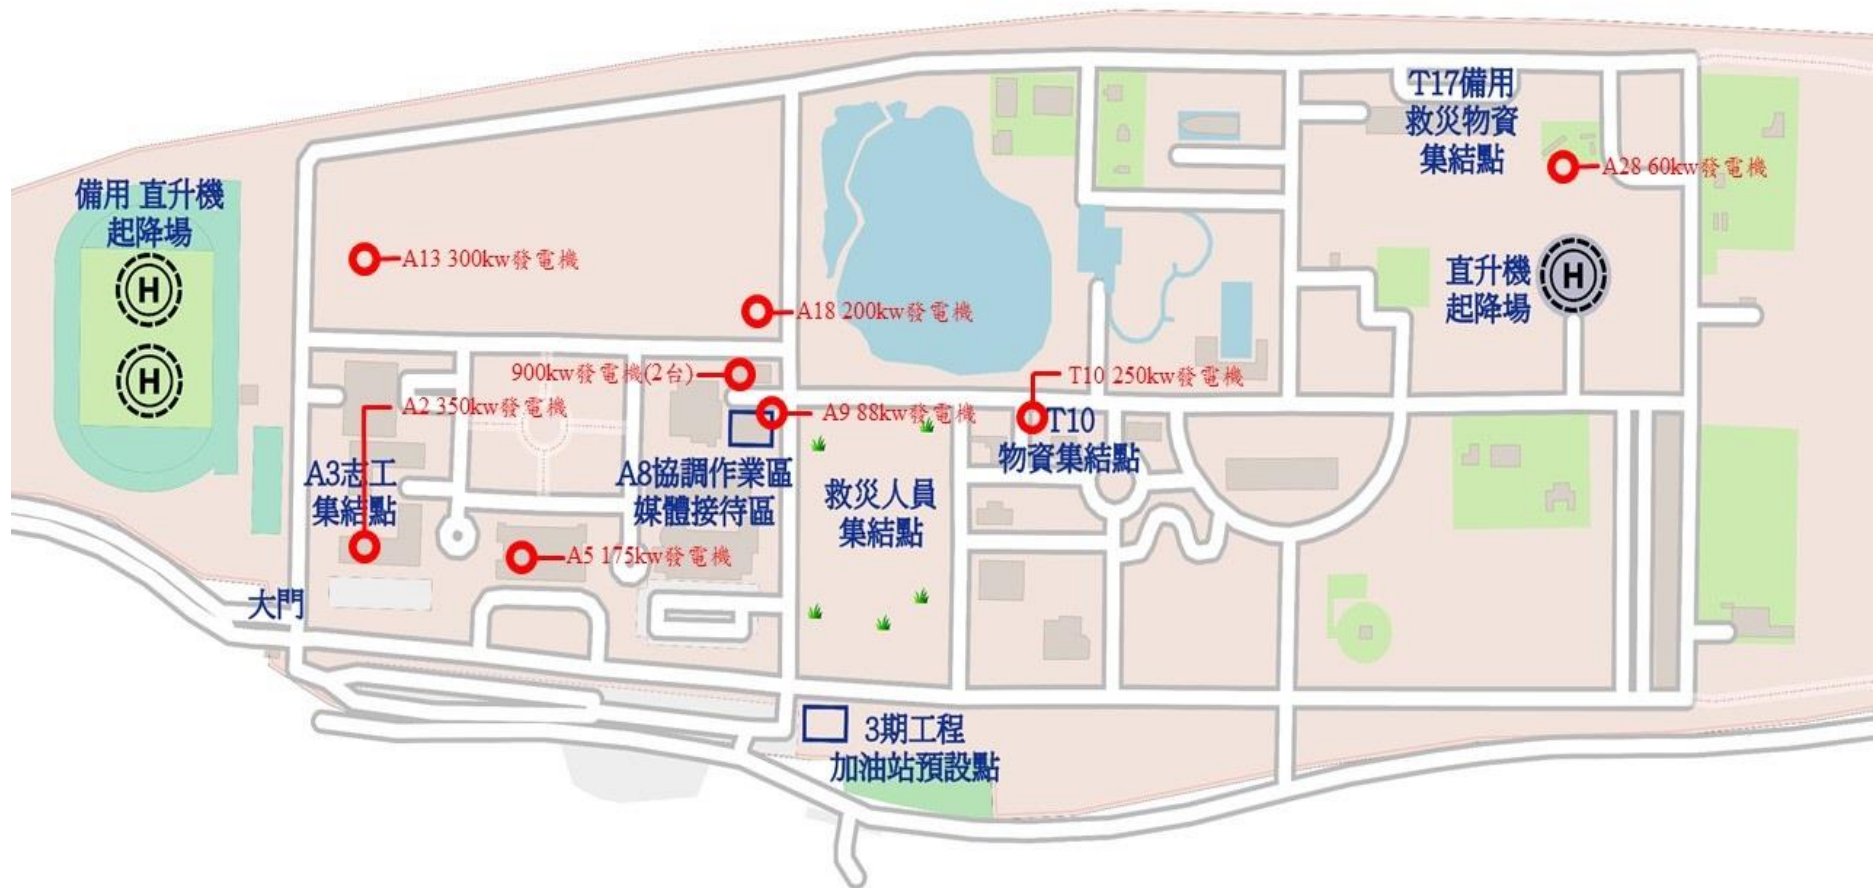 T17備用
救災物資
集結點
A28 60kw發電機
備用 直升機
起降場
H
H
A13 300kw發電機
直升機
起降場
H
A18 200kw發電機
900kw發電機(2台)
T10 250kw發電機
A2 350kw發電機
A9 88kw發電機
T10
物資集結點
A3志工
集結點
A8協調作業區
媒體接待區
救災人員
集結點
A5 175kw發電機
大門
3期工程
加油站預設點